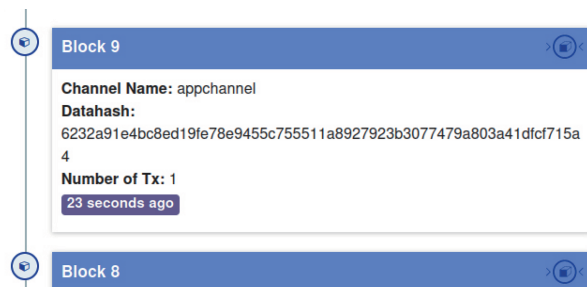 Block 9
Channel Name: appchannel
Datahash:
6232a91e4bc8ed19fe78e9455c755511a8927923b3077479a803a41dfcf715a
4
Number of Tx: 1
23 seconds ago
Block 8